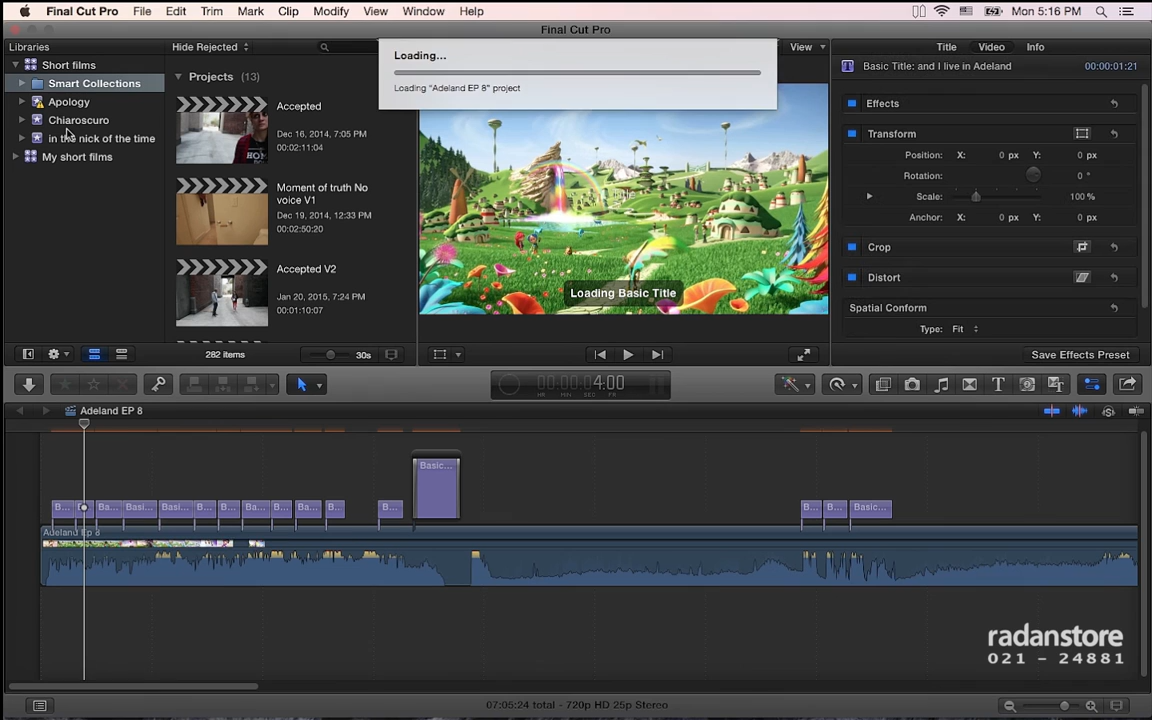 Final Cut Pro File Edit Trim Mark Clip Modify View Window Help Mon 5:16 PM
Final Cut Pro
Libraries Hide Rejected View Title Video Info
Short films
Smart Collections
Apology
Chiaroscuro
in the nick of the time
My short films
Projects (13)
Accepted
Dec 16, 2014, 7:05 PM
00:02:11:04
Moment of truth No
voice V1
Dec 19, 2014, 12:33 PM
00:02:50:20
Accepted V2
Jan 20, 2015, 7:24 PM
00:01:10:07
Loading...
Loading "Adeland EP 8" project
Loading Basic Title
Basic Title: and I live in Adeland 00:00:01:21
Effects
Transform
Position: X: 0 px Y: 0 px
Rotation: 0 °
Scale: 100 %
Anchor: X: 0 px Y: 0 px
Crop
Distort
Spatial Conform
Type: Fit
282 items 30s Save Effects Preset
00:00:04:00
HR MIN SEC FR
Adeland EP 8
Basic...
B... Ba... Basi... Basi... B... B... Ba... B... Ba... B... B... B... B... Basic...
Adeland Ep 8
radanstore
021 - 24881
07:05:24 total - 720p HD 25p Stereo